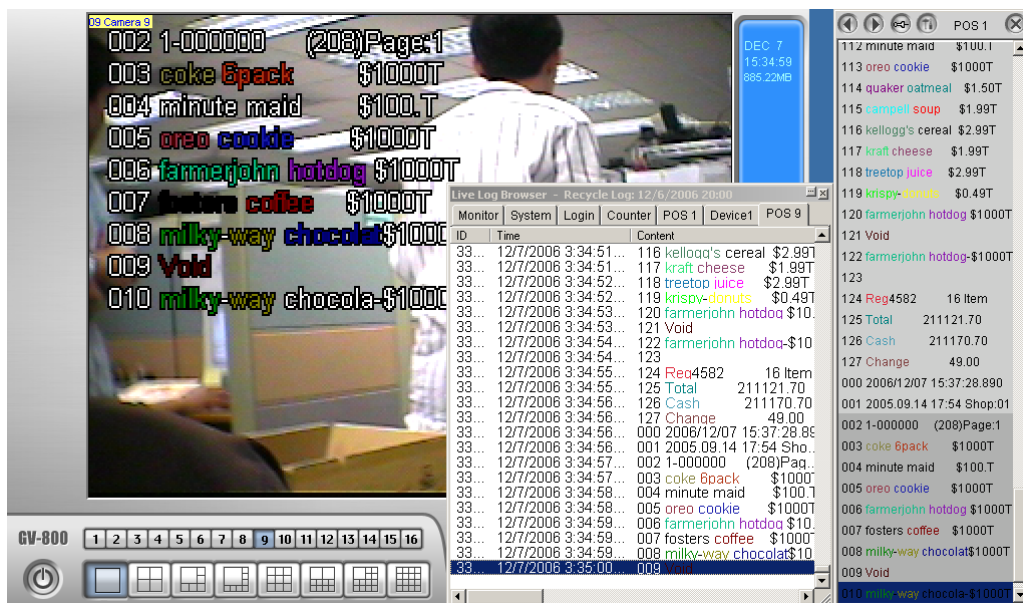 09 Camera 9
002 1-000000 (208)Page:1
003 coke 6pack $1000T
004 minute maid $100.T
005 oreo cookie $1000T
006 farmerjohn hotdog $1000T
007 fosters coffee $1000T
008 milky-way chocolat$1000
009 Void
010 milky-way chocola-$1000
DEC 7
15:34:59
885.22MB
Live Log Browser - Recycle Log: 12/6/2006 20:00
Monitor System Login Counter POS 1 Device1 POS 9
ID Time Content
33... 12/7/2006 3:34:51... 116 kellogg's cereal $2.99T
33... 12/7/2006 3:34:51... 117 kraft cheese $1.99T
33... 12/7/2006 3:34:52... 118 treetop juice $2.99T
33... 12/7/2006 3:34:52... 119 krispy-donuts $0.49T
33... 12/7/2006 3:34:53... 120 farmerjohn hotdog $10.
33... 12/7/2006 3:34:53... 121 Void
33... 12/7/2006 3:34:54... 122 farmerjohn hotdog-$10
33... 12/7/2006 3:34:54... 123
33... 12/7/2006 3:34:55... 124 Reg4582 16 Item
33... 12/7/2006 3:34:55... 125 Total 211121.70
33... 12/7/2006 3:34:56... 126 Cash 211170.70
33... 12/7/2006 3:34:56... 127 Change 49.00
33... 12/7/2006 3:34:56... 000 2006/12/07 15:37:28.89
33... 12/7/2006 3:34:56... 001 2005.09.14 17:54 Sho...
33... 12/7/2006 3:34:57... 002 1-000000 (208)Pag...
33... 12/7/2006 3:34:57... 003 coke 6pack $1000T
33... 12/7/2006 3:34:58... 004 minute maid $100.T
33... 12/7/2006 3:34:58... 005 oreo cookie $1000T
33... 12/7/2006 3:34:59... 006 farmerjohn hotdog $10.
33... 12/7/2006 3:34:59... 007 fosters coffee $1000T
33... 12/7/2006 3:34:59... 008 milky-way chocolat$10
33... 12/7/2006 3:35:00... 009 Void
POS 1
112 minute maid $100.T
113 oreo cookie $1000T
114 quaker oatmeal $1.50T
115 campell soup $1.99T
116 kellogg's cereal $2.99T
117 kraft cheese $1.99T
118 treetop juice $2.99T
119 krispy-donuts $0.49T
120 farmerjohn hotdog $1000T
121 Void
122 farmerjohn hotdog-$1000T
123
124 Reg4582 16 Item
125 Total 211121.70
126 Cash 211170.70
127 Change 49.00
000 2006/12/07 15:37:28.890
001 2005.09.14 17:54 Shop:01
002 1-000000 (208)Page:1
003 coke 6pack $1000T
004 minute maid $100.T
005 oreo cookie $1000T
006 farmerjohn hotdog $1000T
007 fosters coffee $1000T
008 milky-way chocolat$1000T
009 Void
010 milky-way chocola-$1000T
GV-800
1 2 3 4 5 6 7 8 9 10 11 12 13 14 15 16